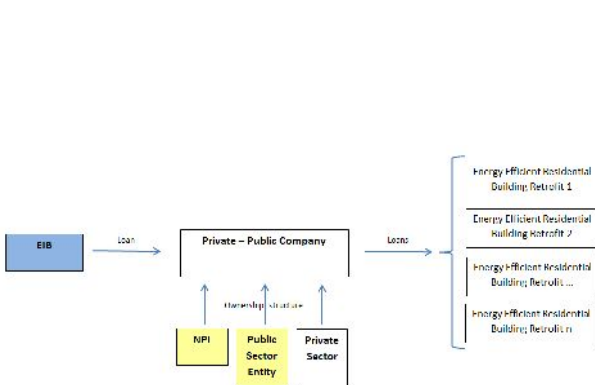 Energy Efficient Residential
Building Retrofit 1
Energy Efficient Residential
Building Retrofit 2
EIB
Loan
Private – Public Company
Loans
Energy Efficient Residential
Building Retrofit ...
Ownership structure
Energy Efficient Residential
Building Retrofit n
NPI
Public
Sector
Entity
Private
Sector